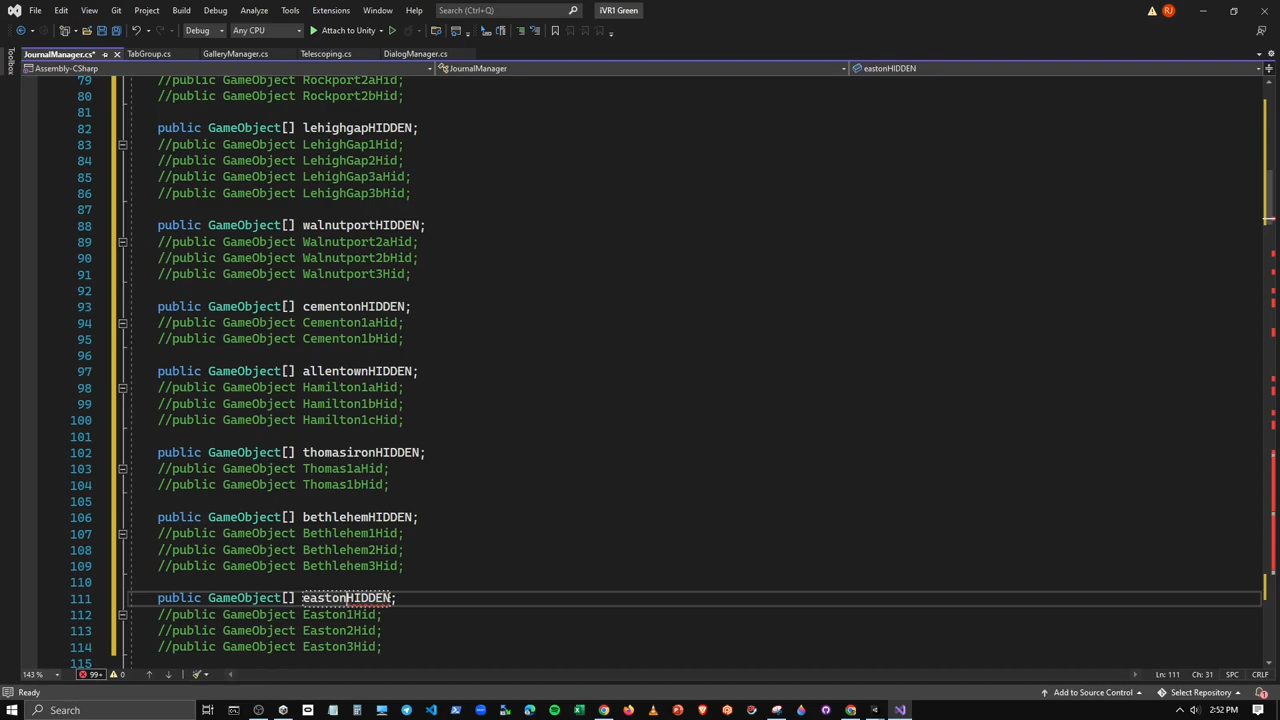 File Edit View Git Project Build Debug Analyze Tools Extensions Window Help Search (Ctrl+Q) iVR1 Green RJ
Debug Any CPU Attach to Unity
JournalManager.cs* TabGroup.cs GalleryManager.cs Telescoping.cs DialogManager.cs
Assembly-CSharp JournalManager eastonHIDDEN
Toolbox
79 //public GameObject Rockport2aHid;
80 //public GameObject Rockport2bHid;
81
82 public GameObject[] lehighgapHIDDEN;
83 //public GameObject LehighGap1Hid;
84 //public GameObject LehighGap2Hid;
85 //public GameObject LehighGap3aHid;
86 //public GameObject LehighGap3bHid;
87
88 public GameObject[] walnutportHIDDEN;
89 //public GameObject Walnutport2aHid;
90 //public GameObject Walnutport2bHid;
91 //public GameObject Walnutport3Hid;
92
93 public GameObject[] cementonHIDDEN;
94 //public GameObject Cementon1aHid;
95 //public GameObject Cementon1bHid;
96
97 public GameObject[] allentownHIDDEN;
98 //public GameObject Hamilton1aHid;
99 //public GameObject Hamilton1bHid;
100 //public GameObject Hamilton1cHid;
101
102 public GameObject[] thomasironHIDDEN;
103 //public GameObject Thomas1aHid;
104 //public GameObject Thomas1bHid;
105
106 public GameObject[] bethlehemHIDDEN;
107 //public GameObject Bethlehem1Hid;
108 //public GameObject Bethlehem2Hid;
109 //public GameObject Bethlehem3Hid;
110
111 public GameObject[] eastonHIDDEN;
112 //public GameObject Easton1Hid;
113 //public GameObject Easton2Hid;
114 //public GameObject Easton3Hid;
115
143 % 99+ 0 Ln: 111 Ch: 31 SPC CRLF
Ready Add to Source Control Select Repository 1
Search 2:52 PM